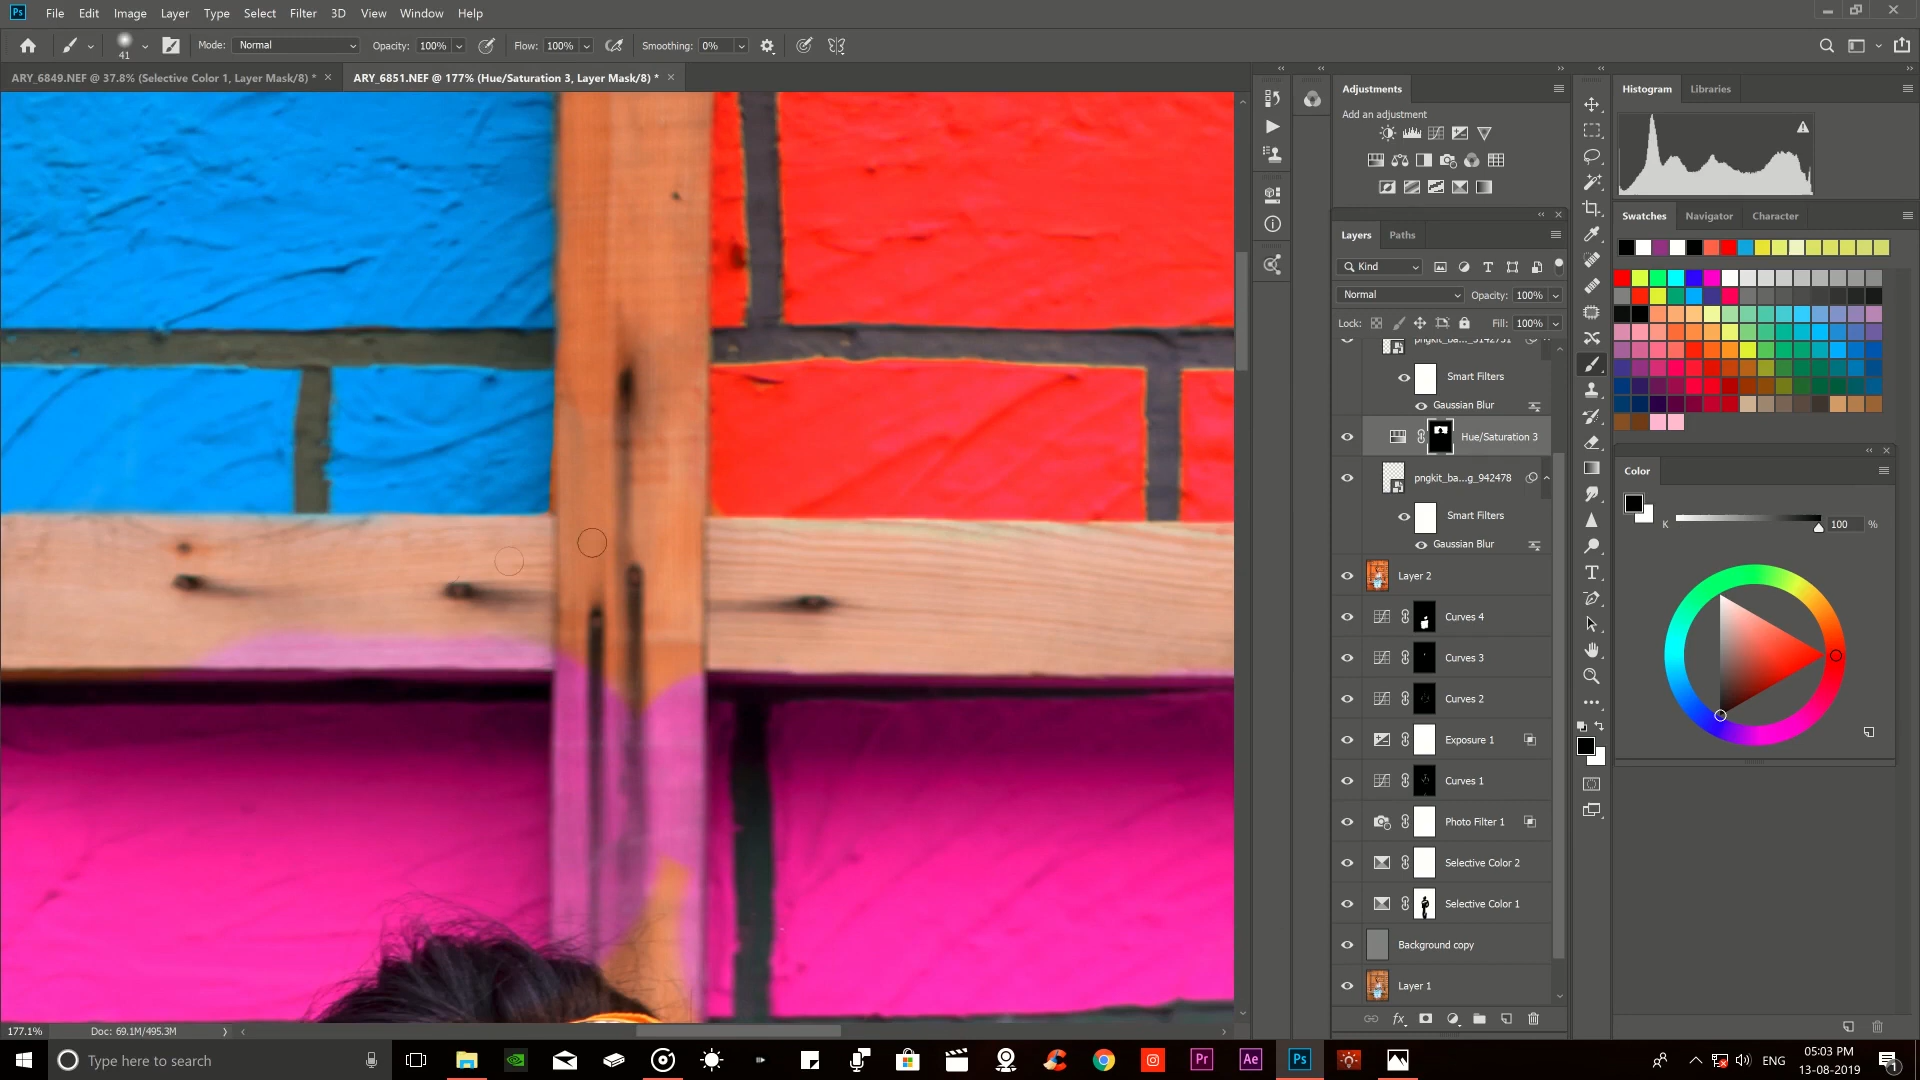 Ps File Edit Image Layer Type Select Filter 3D View Window Help
41 Mode: Normal Opacity: 100% Flow: 100% Smoothing: 0%
ARY_6849.NEF @ 37.8% (Selective Color 1, Layer Mask/8) * × ARY_6851.NEF @ 177% (Hue/Saturation 3, Layer Mask/8) * ×
Adjustments
Add an adjustment
Histogram Libraries
Swatches Navigator Character
Layers Paths
Kind
Normal Opacity: 100%
Lock: Fill: 100%
Smart Filters
Gaussian Blur
Hue/Saturation 3
pngkit_ba...g_942478
Smart Filters
Gaussian Blur
Layer 2
Curves 4
Curves 3
Curves 2
Exposure 1
Curves 1
Photo Filter 1
Selective Color 2
Selective Color 1
Background copy
Layer 1
Color
K 100 %
177.1% Doc: 69.1M/495.3M
Type here to search
Pr Ae Ps
ENG
05:03 PM
13-08-2019
1